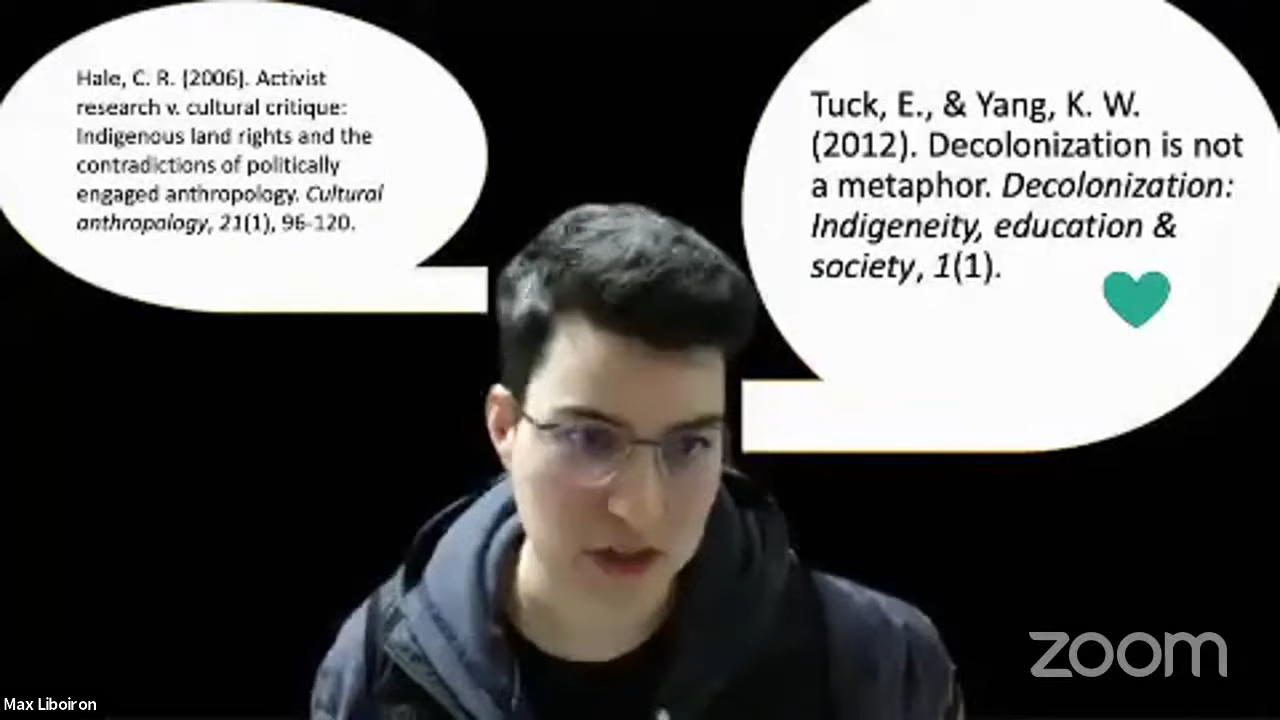 Hale, C. R. (2006). Activist
research v. cultural critique:
Indigenous land rights and the
contradictions of politically
engaged anthropology. Cultural
anthropology, 21(1), 96-120.
Tuck, E., & Yang, K. W.
(2012). Decolonization is not
a metaphor. Decolonization:
Indigeneity, education &
society, 1(1).
zoom
Max Liboiron